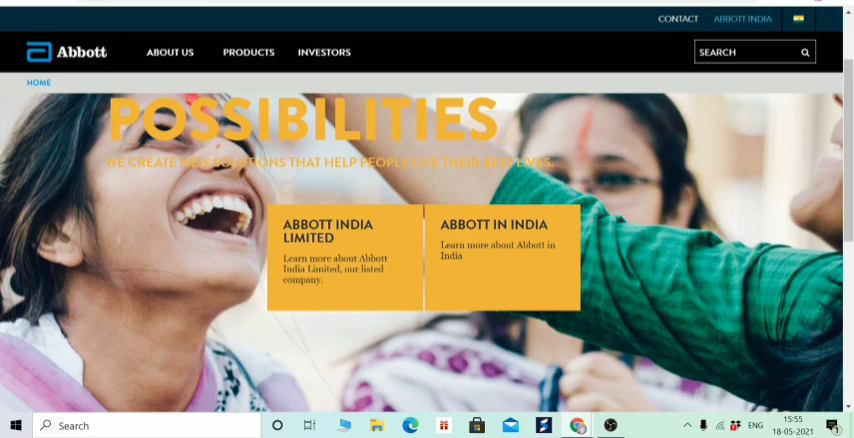 CONTACT
ABBOTT INDIA
Abbott
ABOUT US
PRODUCTS
INVESTORS
SEARCH
HOME
POSSIBILITIES
WE CREATE NEW SOLUTIONS THAT HELP PEOPLE LIVE THEIR BEST LIVES.
ABBOTT INDIA
LIMITED
Learn more about Abbott
India Limited, our listed
company.
ABBOTT IN INDIA
Learn more about Abbott in
India
Search
ENG
15:55
18-05-2021
1